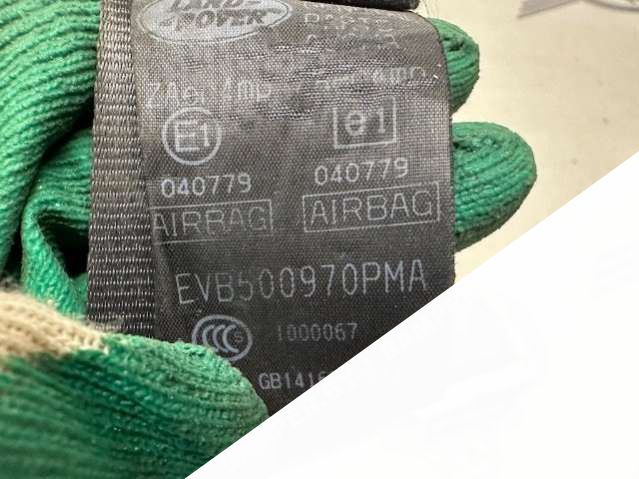 LAND-
ROVER
E1 e1
040779 040779
AIRBAG AIRBAG
EVB500970PMA
CCC S 1000067